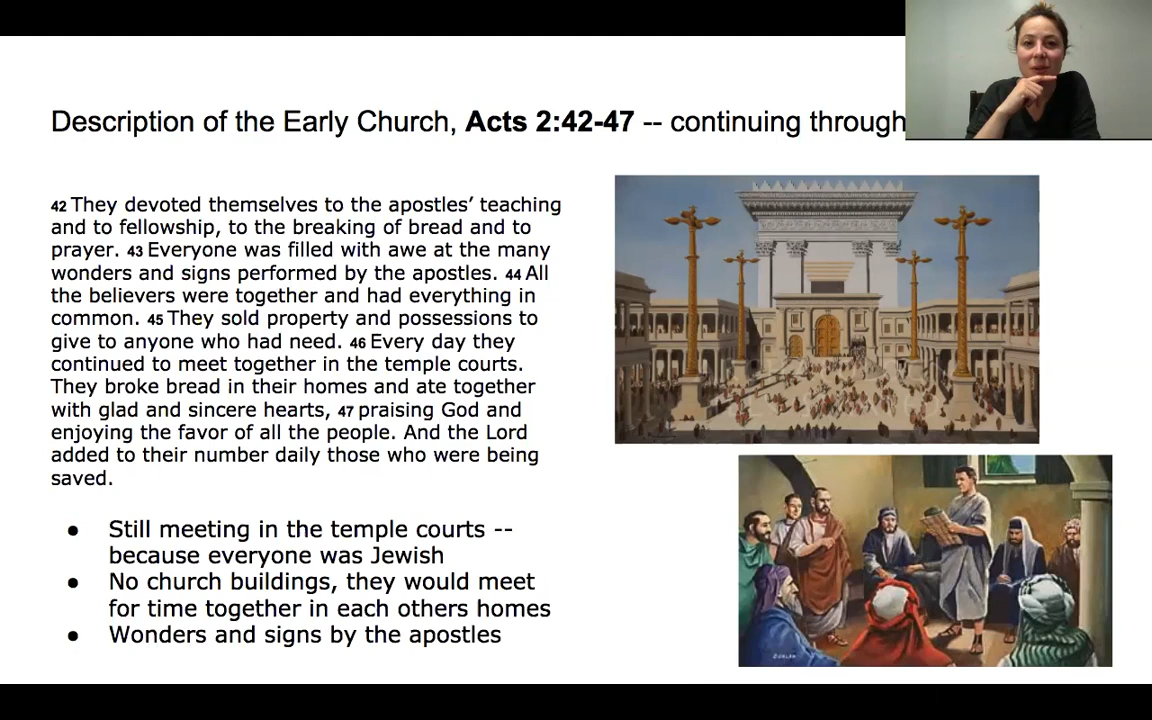 Description of the Early Church, Acts 2:42-47 -- continuing through
42 They devoted themselves to the apostles’ teaching
and to fellowship, to the breaking of bread and to
prayer. 43 Everyone was filled with awe at the many
wonders and signs performed by the apostles. 44 All
the believers were together and had everything in
common. 45 They sold property and possessions to
give to anyone who had need. 46 Every day they
continued to meet together in the temple courts.
They broke bread in their homes and ate together
with glad and sincere hearts, 47 praising God and
enjoying the favor of all the people. And the Lord
added to their number daily those who were being
saved.
● Still meeting in the temple courts --
because everyone was Jewish
● No church buildings, they would meet
for time together in each others homes
● Wonders and signs by the apostles